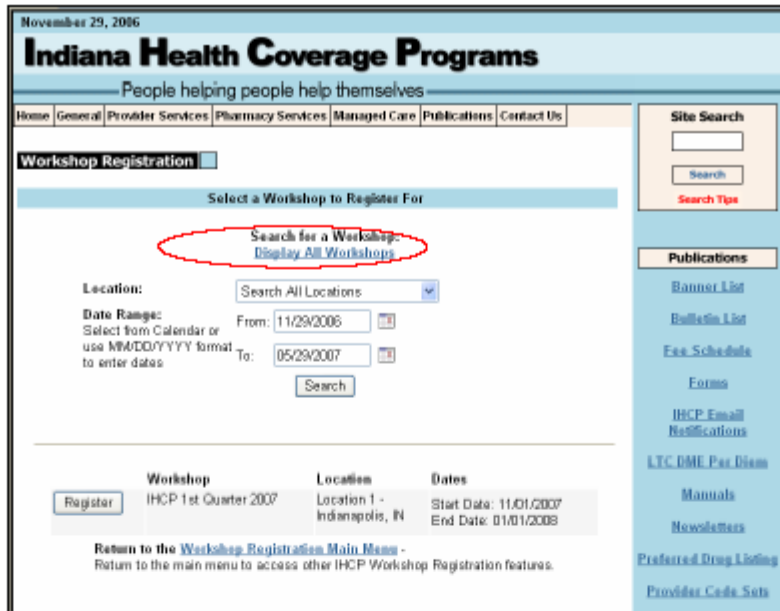 November 29, 2006
Indiana Health Coverage Programs
People helping people help themselves
Home General Provider Services Pharmacy Services Managed Care Publications Contact Us
Workshop Registration
Select a Workshop to Register For
Search for a Workshop:
Display All Workshops
Location: Search All Locations
Date Range:
Select from Calendar or
use MM/DD/YYYY format
to enter dates
From: 11/29/2006
To: 05/29/2007
Search
Workshop Location Dates
Register IHCP 1st Quarter 2007 Location 1 -
Indianapolis, IN
Start Date: 11/01/2007
End Date: 01/01/2008
Return to the Workshop Registration Main Menu -
Return to the main menu to access other IHCP Workshop Registration features.
Site Search
Search
Search Tips
Publications
Banner List
Bulletin List
Fee Schedule
Forms
IHCP Email
Notifications
LTC DME Per Diem
Manuals
Newsletters
Preferred Drug Listing
Provider Code Sets